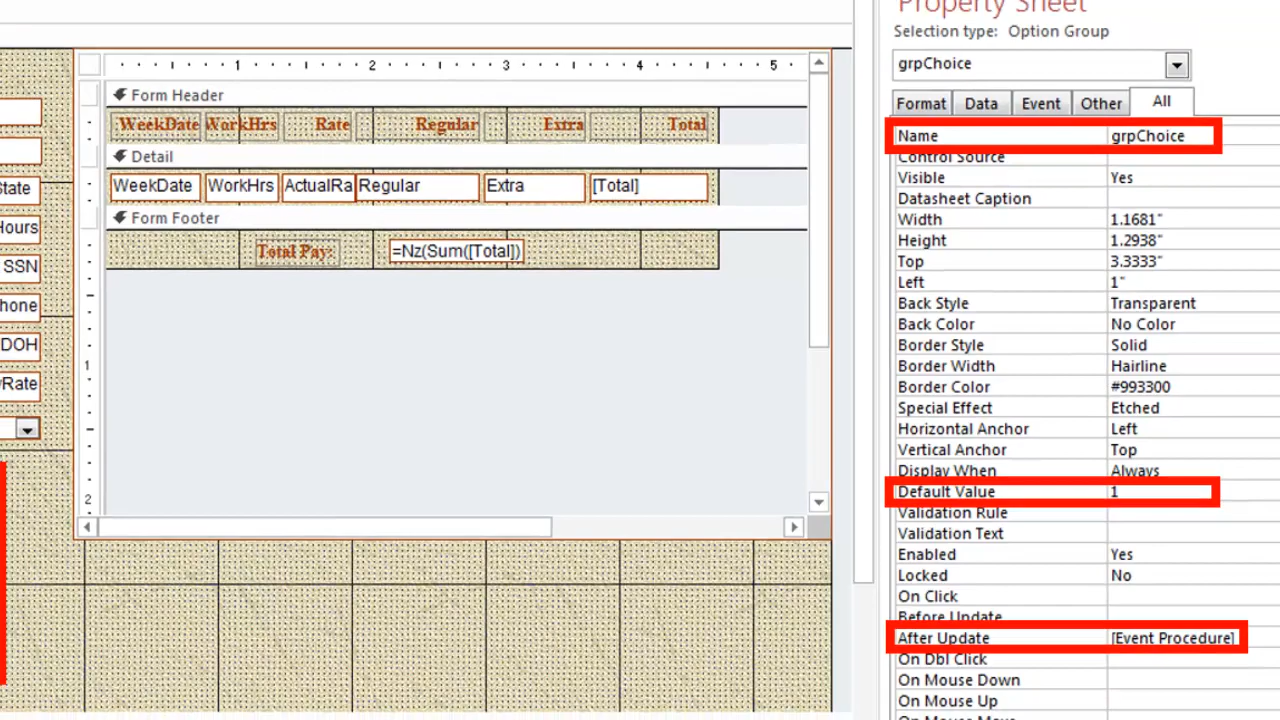 Property Sheet
Selection type: Option Group
grpChoice
Format Data Event Other All
Name grpChoice
Control Source
Visible Yes
Datasheet Caption
Width 1.1681"
Height 1.2938"
Top 3.3333"
Left 1"
Back Style Transparent
Back Color No Color
Border Style Solid
Border Width Hairline
Border Color #993300
Special Effect Etched
Horizontal Anchor Left
Vertical Anchor Top
Display When Always
Default Value 1
Validation Rule
Validation Text
Enabled Yes
Locked No
On Click
Before Update
After Update [Event Procedure]
On Dbl Click
On Mouse Down
On Mouse Up
On Mouse Move
1 2 3 4 5
Form Header
WeekDate WorkHrs Rate Regular Extra Total
Detail
WeekDate WorkHrs ActualRa Regular Extra [Total]
Form Footer
Total Pay: =Nz(Sum([Total])
1
2
State
Hours
SSN
hone
DOH
Rate